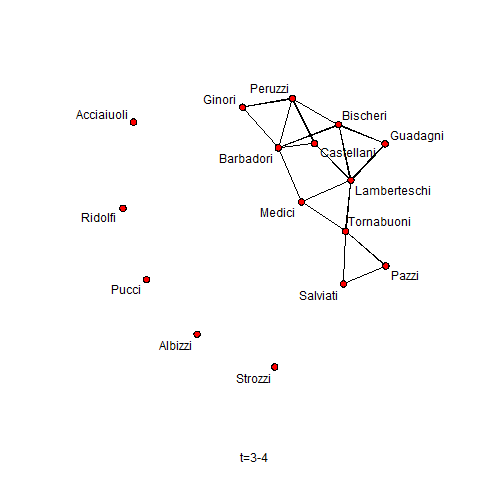 Peruzzi
Ginori
Acciaiuoli
Bischeri
Guadagni
Castellani
Barbadori
Lamberteschi
Medici
Ridolfi
Tornabuoni
Pazzi
Pucci
Salviati
Albizzi
Strozzi
t=3-4